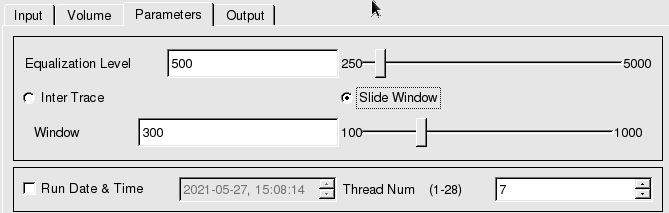 Input Volume Parameters Output
Equalization Level 500 250 5000
Inter Trace Slide Window
Window 300 100 1000
Run Date & Time 2021-05-27, 15:08:14 Thread Num (1-28) 7